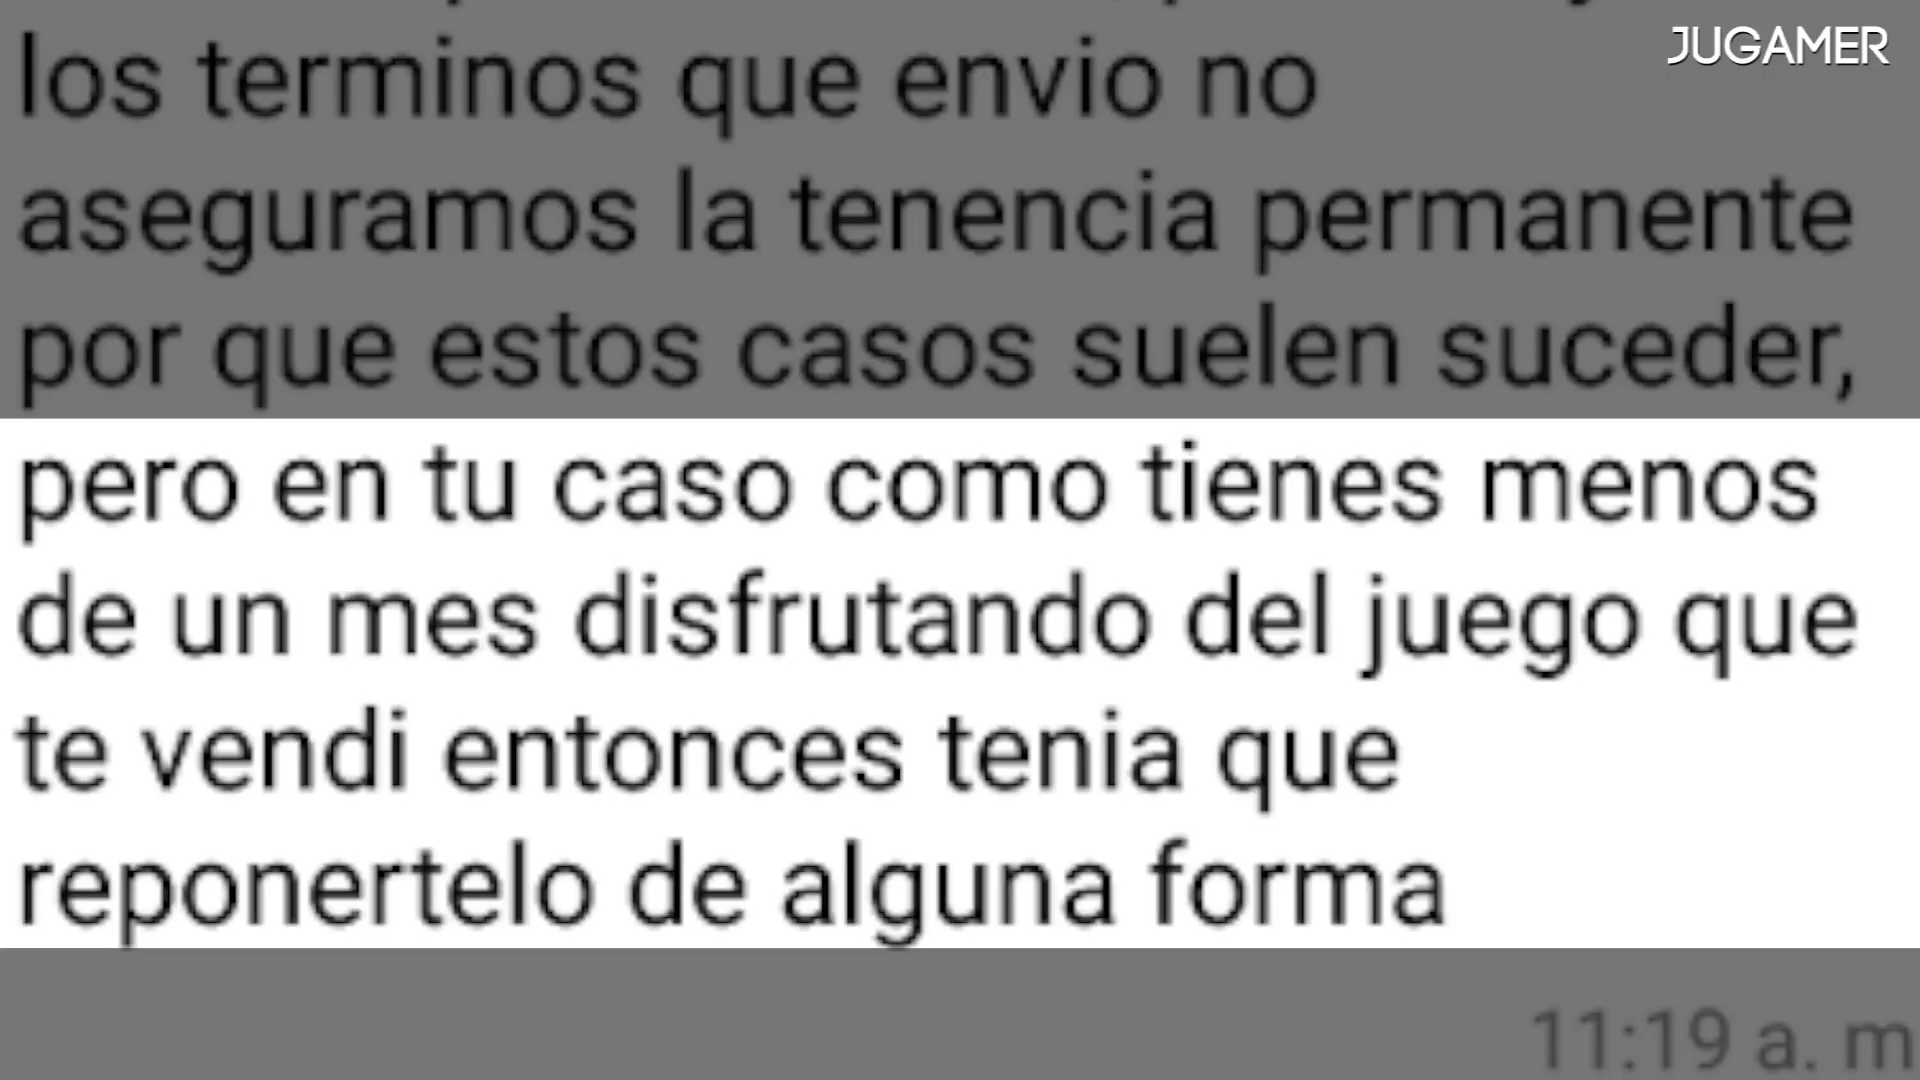 JUGAMER
los terminos que envio no
aseguramos la tenencia permanente
por que estos casos suelen suceder,
pero en tu caso como tienes menos
de un mes disfrutando del juego que
te vendi entonces tenia que
reponertelo de alguna forma
11:19 a. m